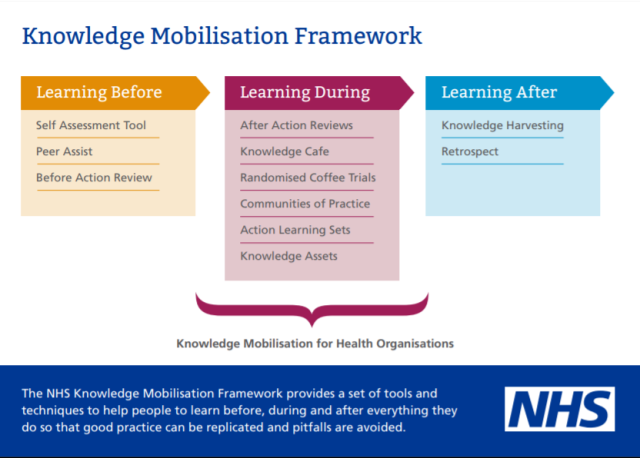 Knowledge Mobilisation Framework
Learning Before
Self Assessment Tool
Peer Assist
Before Action Review
Learning During
After Action Reviews
Knowledge Cafe
Randomised Coffee Trials
Communities of Practice
Action Learning Sets
Knowledge Assets
Learning After
Knowledge Harvesting
Retrospect
Knowledge Mobilisation for Health Organisations
The NHS Knowledge Mobilisation Framework provides a set of tools and
techniques to help people to learn before, during and after everything they
do so that good practice can be replicated and pitfalls are avoided.
NHS